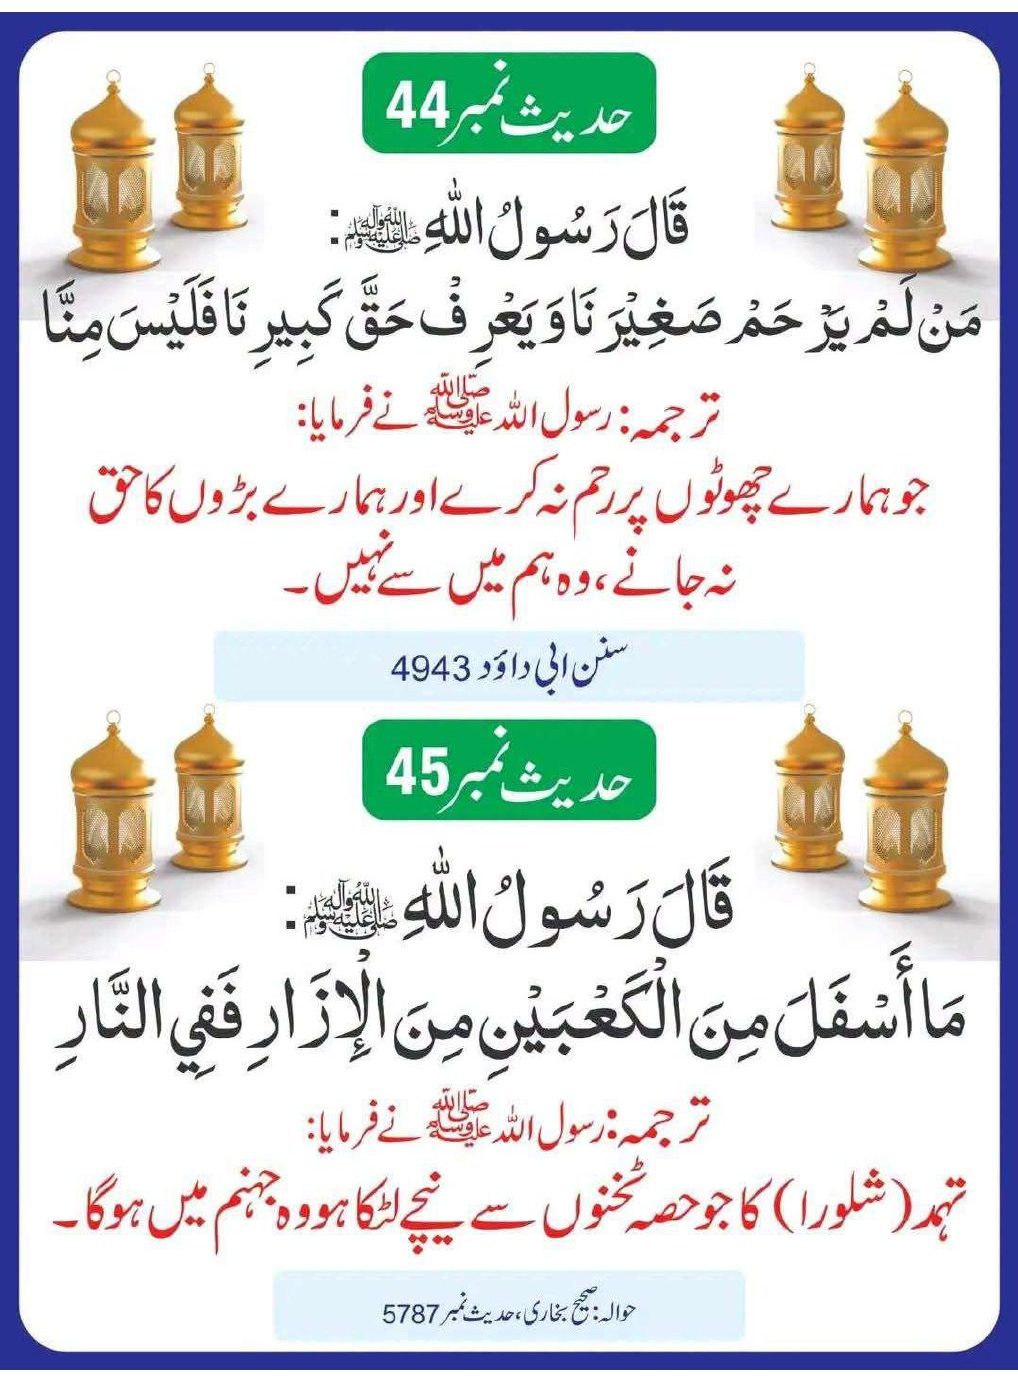 حدیث نمبر 44
قَالَ رَسُولُ اللهِ ﷺ:
مَنْ لَمْ يَرْحَمْ صَغِيْرَنَا وَيَعْرِفْ حَقَّ كَبِيرِنَا فَلَيْسَ مِنَّا
ترجمہ: رسول اللہ ﷺ نے فرمایا:
جو ہمارے چھوٹوں پر رحم نہ کرے اور ہمارے بڑوں کا حق
نہ جانے، وہ ہم میں سے نہیں۔
سنن ابی داؤد 4943
حدیث نمبر 45
قَالَ رَسُولُ اللهِ ﷺ:
مَا أَسْفَلَ مِنَ الْكَعْبَيْنِ مِنَ الْإِزَارِ فَفِي النَّارِ
ترجمہ: رسول اللہ ﷺ نے فرمایا:
تہمد (شلورا) کا جو حصہ ٹخنوں سے نیچے لٹکا ہو وہ جہنم میں ہوگا۔
حوالہ: صحیح بخاری، حدیث نمبر 5787